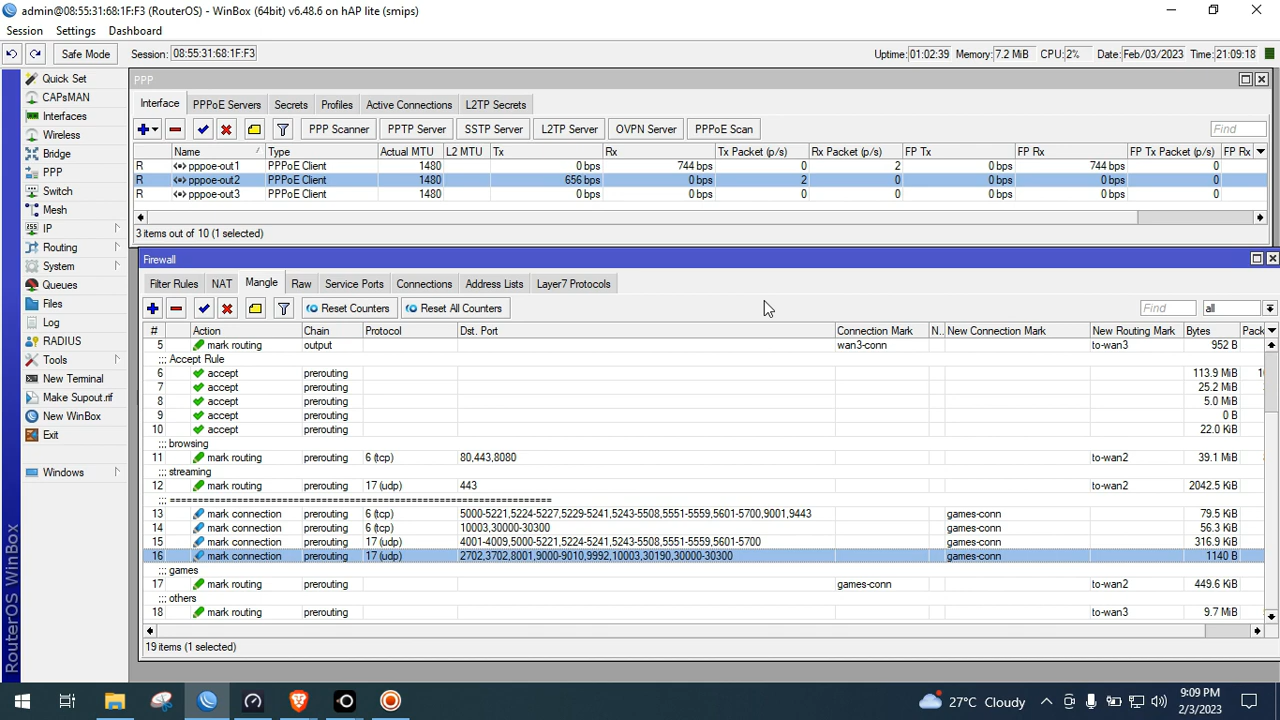 admin@08:55:31:68:1F:F3 (RouterOS) - WinBox (64bit) v6.48.6 on hAP lite (smips)
Session Settings Dashboard
Safe Mode Session: 08:55:31:68:1F:F3 Uptime: 01:02:39 Memory: 7.2 MiB CPU: 2% Date: Feb/03/2023 Time: 21:09:18
Quick Set
CAPsMAN
Interfaces
Wireless
Bridge
PPP
Switch
Mesh
IP
Routing
System
Queues
Files
Log
RADIUS
Tools
New Terminal
Make Supout.rif
New WinBox
Exit
Windows
RouterOS WinBox
PPP
Interface PPPoE Servers Secrets Profiles Active Connections L2TP Secrets
PPP Scanner PPTP Server SSTP Server L2TP Server OVPN Server PPPoE Scan Find
Name / Type Actual MTU L2 MTU Tx Rx Tx Packet (p/s) Rx Packet (p/s) FP Tx FP Rx FP Tx Packet (p/s) FP Rx
R pppoe-out1 PPPoE Client 1480 0 bps 744 bps 0 2 0 bps 744 bps 0
R pppoe-out2 PPPoE Client 1480 656 bps 0 bps 2 0 0 bps 0 bps 0
R pppoe-out3 PPPoE Client 1480 0 bps 0 bps 0 0 0 bps 0 bps 0
3 items out of 10 (1 selected)
Firewall
Filter Rules NAT Mangle Raw Service Ports Connections Address Lists Layer7 Protocols
Reset Counters Reset All Counters Find all
# Action Chain Protocol Dst. Port Connection Mark N... New Connection Mark New Routing Mark Bytes Pack
5 mark routing output wan3-conn to-wan3 952 B
;;; Accept Rule
6 accept prerouting 113.9 MiB
7 accept prerouting 25.2 MiB
8 accept prerouting 5.0 MiB
9 accept prerouting 0 B
10 accept prerouting 22.0 KiB
;;; browsing
11 mark routing prerouting 6 (tcp) 80,443,8080 to-wan2 39.1 MiB
;;; streaming
12 mark routing prerouting 17 (udp) 443 to-wan2 2042.5 KiB
;;; ====================================================================
13 mark connection prerouting 6 (tcp) 5000-5221,5224-5227,5229-5241,5243-5508,5551-5559,5601-5700,9001,9443 games-conn 79.5 KiB
14 mark connection prerouting 6 (tcp) 10003,30000-30300 games-conn 56.3 KiB
15 mark connection prerouting 17 (udp) 4001-4009,5000-5221,5224-5241,5243-5508,5551-5559,5601-5700 games-conn 316.9 KiB
16 mark connection prerouting 17 (udp) 2702,3702,8001,9000-9010,9992,10003,30190,30000-30300 games-conn 1140 B
;;; games
17 mark routing prerouting games-conn to-wan2 449.6 KiB
;;; others
18 mark routing prerouting to-wan3 9.7 MiB
19 items (1 selected)
27°C Cloudy
9:09 PM
2/3/2023